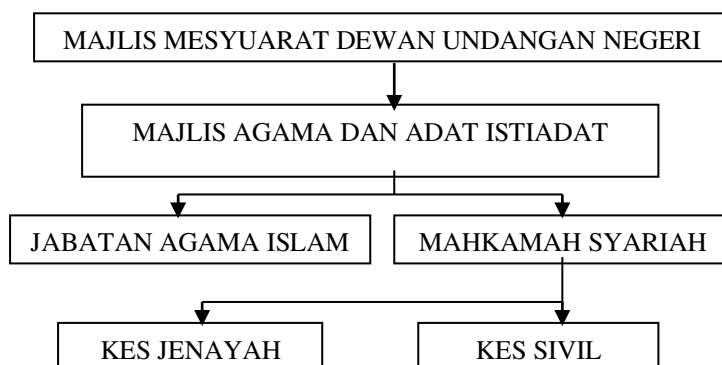 MAJLIS MESYUARAT DEWAN UNDANGAN NEGERI
MAJLIS AGAMA DAN ADAT ISTIADAT
JABATAN AGAMA ISLAM
MAHKAMAH SYARIAH
KES JENAYAH
KES SIVIL